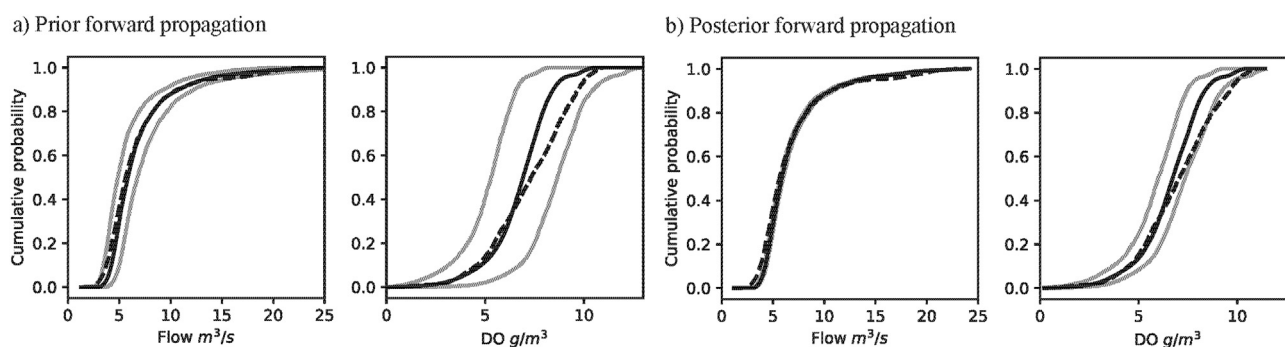 a) Prior forward propagation
b) Posterior forward propagation
Cumulative probability
1.0
0.8
0.6
0.4
0.2
0.0
0 5 10 15 20 25
Flow m³/s
1.0
0.8
0.6
0.4
0.2
0.0
0 5 10
DO g/m³
Cumulative probability
1.0
0.8
0.6
0.4
0.2
0.0
0 5 10 15 20 25
Flow m³/s
1.0
0.8
0.6
0.4
0.2
0.0
0 5 10
DO g/m³